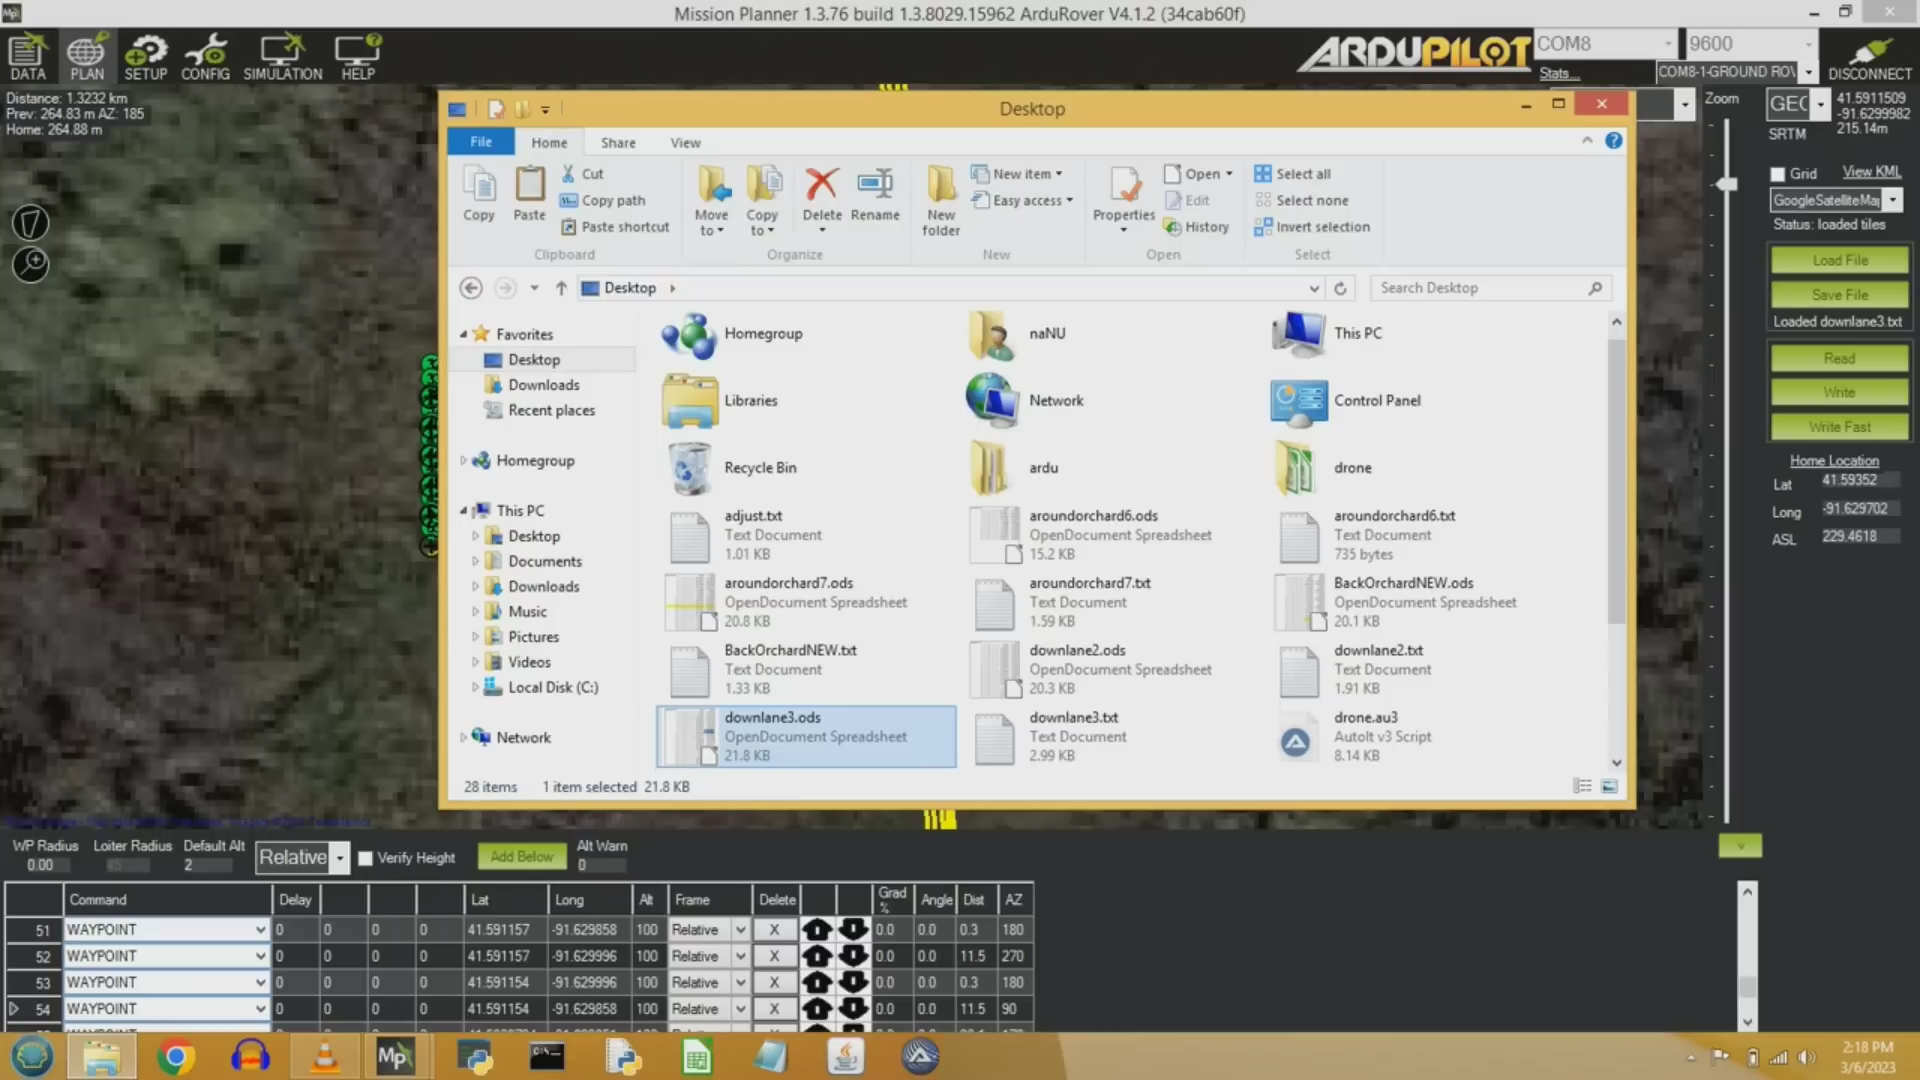 Mission Planner 1.3.76 build 1.3.8029.15962 ArduRover V4.1.2 (34cab60f)
DATA PLAN SETUP CONFIG SIMULATION HELP
ARDUPILOT
COM8 9600
Stats... COM8-1-GROUND ROV
DISCONNECT
Distance: 1.3232 km
Prev: 264.83 m AZ: 185
Home: 264.88 m
Desktop
File Home Share View
Copy
Paste
Cut
Copy path
Paste shortcut
Clipboard
Move to
Copy to
Delete
Rename
Organize
New folder
New item
Easy access
New
Properties
Open
Edit
History
Open
Select all
Select none
Invert selection
Select
Desktop
Search Desktop
Favorites
Desktop
Downloads
Recent places
Homegroup
This PC
Desktop
Documents
Downloads
Music
Pictures
Videos
Local Disk (C:)
Network
Homegroup
naNU
This PC
Libraries
Network
Control Panel
Recycle Bin
ardu
drone
adjust.txt
Text Document
1.01 KB
aroundorchard6.ods
OpenDocument Spreadsheet
15.2 KB
aroundorchard6.txt
Text Document
735 bytes
aroundorchard7.ods
OpenDocument Spreadsheet
20.8 KB
aroundorchard7.txt
Text Document
1.59 KB
BackOrchardNEW.ods
OpenDocument Spreadsheet
20.1 KB
BackOrchardNEW.txt
Text Document
1.33 KB
downlane2.ods
OpenDocument Spreadsheet
20.3 KB
downlane2.txt
Text Document
1.91 KB
downlane3.ods
OpenDocument Spreadsheet
21.8 KB
downlane3.txt
Text Document
2.99 KB
drone.au3
AutoIt v3 Script
8.14 KB
28 items 1 item selected 21.8 KB
Zoom
GEO
41.5911509
-91.6299982
215.14m
SRTM
Grid View KML
GoogleSatelliteMap
Status: loaded tiles
Load File
Save File
Loaded downlane3.txt
Read
Write
Write Fast
Home Location
Lat 41.59352
Long -91.629702
ASL 229.4618
WP Radius Loiter Radius Default Alt
0.00 45 2
Relative
Verify Height
Add Below
Alt Warn
0
v
Command Delay Lat Long Alt Frame Delete Grad % Angle Dist AZ
51 WAYPOINT 0 0 0 0 41.591157 -91.629858 100 Relative X 0.0 0.0 0.3 180
52 WAYPOINT 0 0 0 0 41.591157 -91.629996 100 Relative X 0.0 0.0 11.5 270
53 WAYPOINT 0 0 0 0 41.591154 -91.629996 100 Relative X 0.0 0.0 0.3 180
54 WAYPOINT 0 0 0 0 41.591154 -91.629858 100 Relative X 0.0 0.0 11.5 90
Mp
2:18 PM
3/6/2023